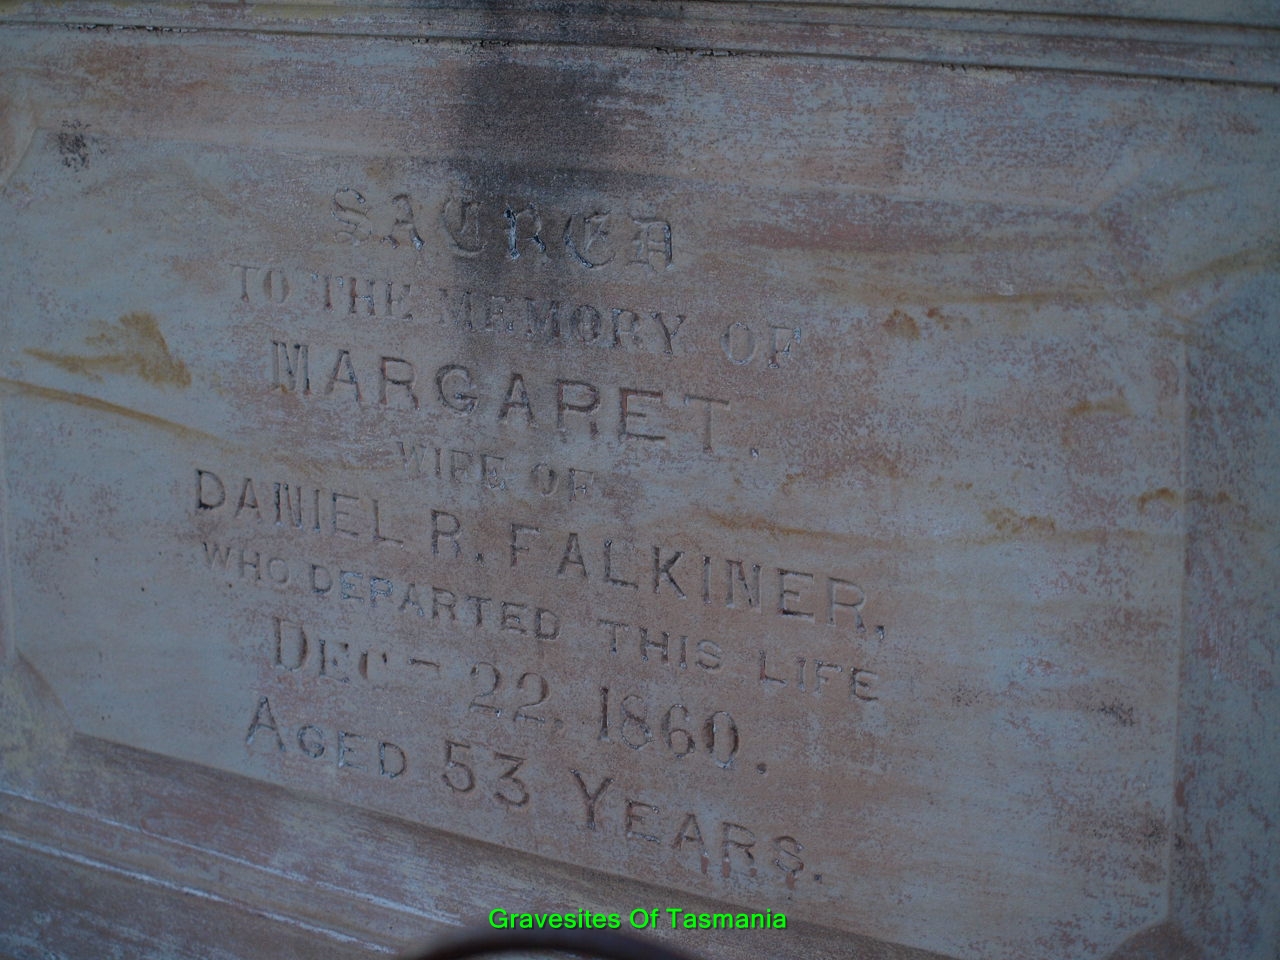 SACRED
TO THE MEMORY OF
MARGARET.
WIFE OF
DANIEL R. FALKINER,
WHO DEPARTED THIS LIFE
DEC- 22. 1860.
AGED 53 YEARS.
Gravesites Of Tasmania